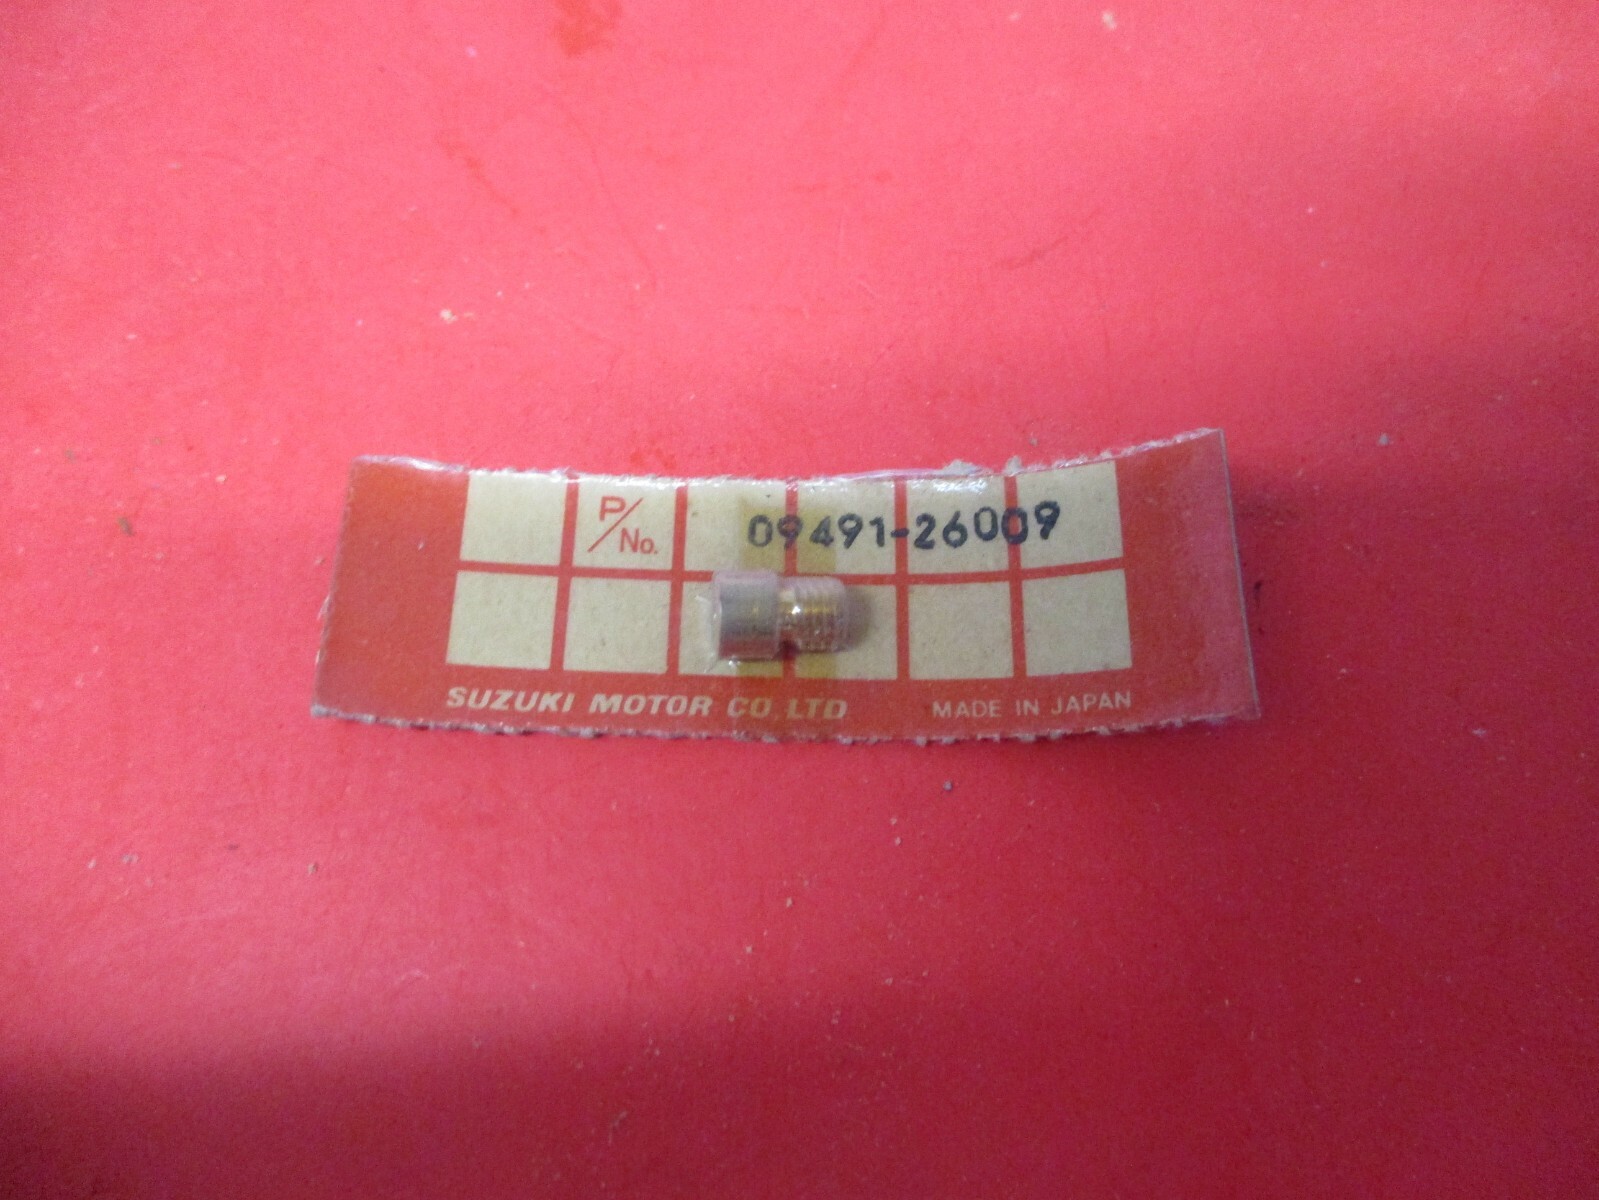 P/No. 09491-26009
SUZUKI MOTOR CO.,LTD MADE IN JAPAN